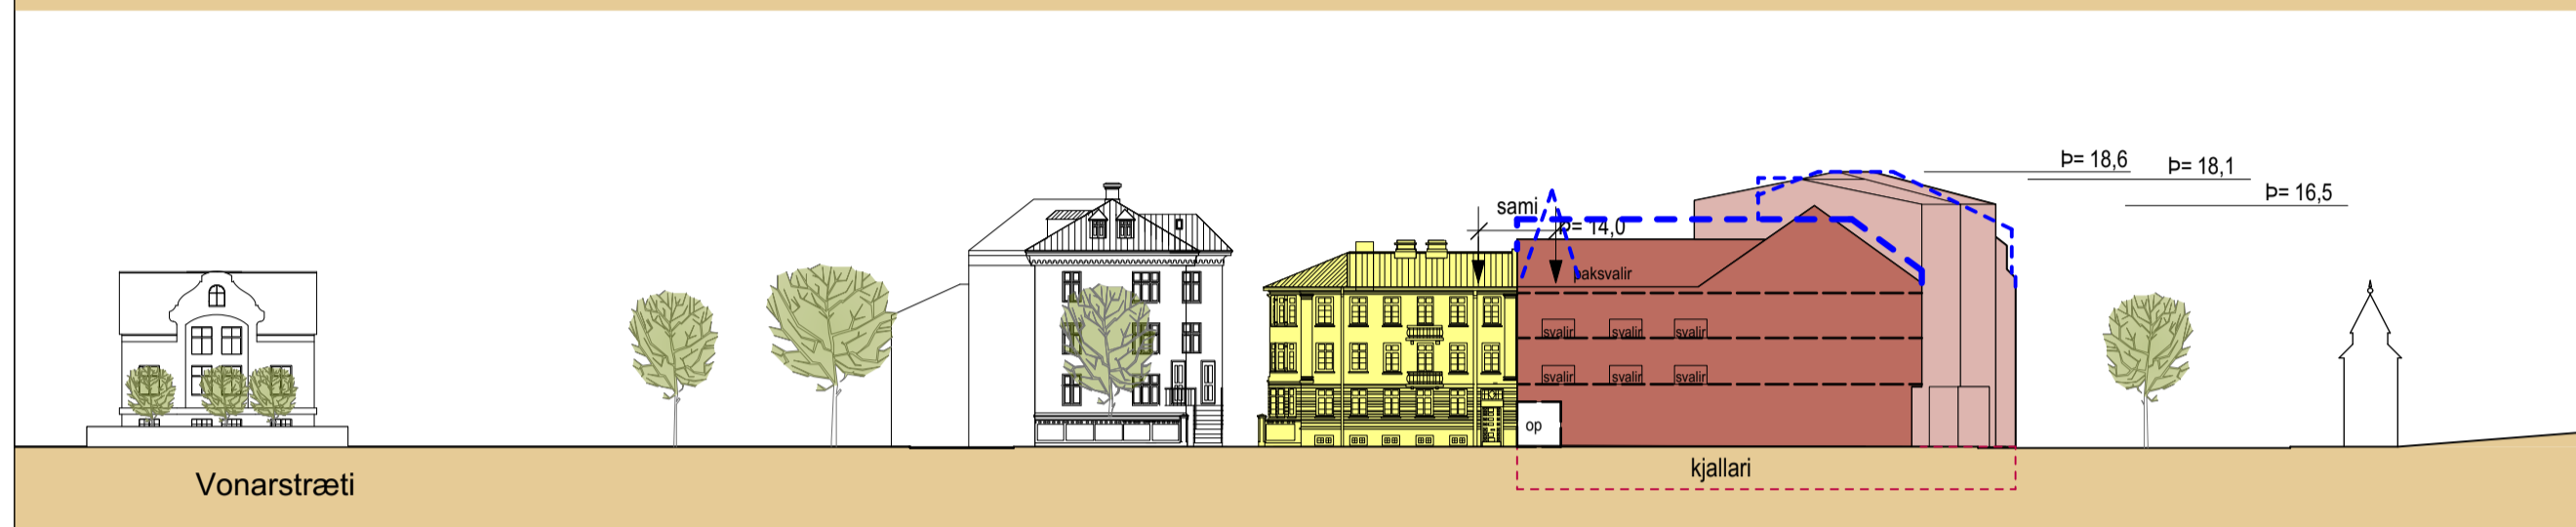 Þ= 18,6
Þ= 18,1
Þ= 16,5
sami
Þ= 14,0
þaksvalir
svalir svalir svalir
svalir svalir svalir
op
kjallari
Vonarstræti